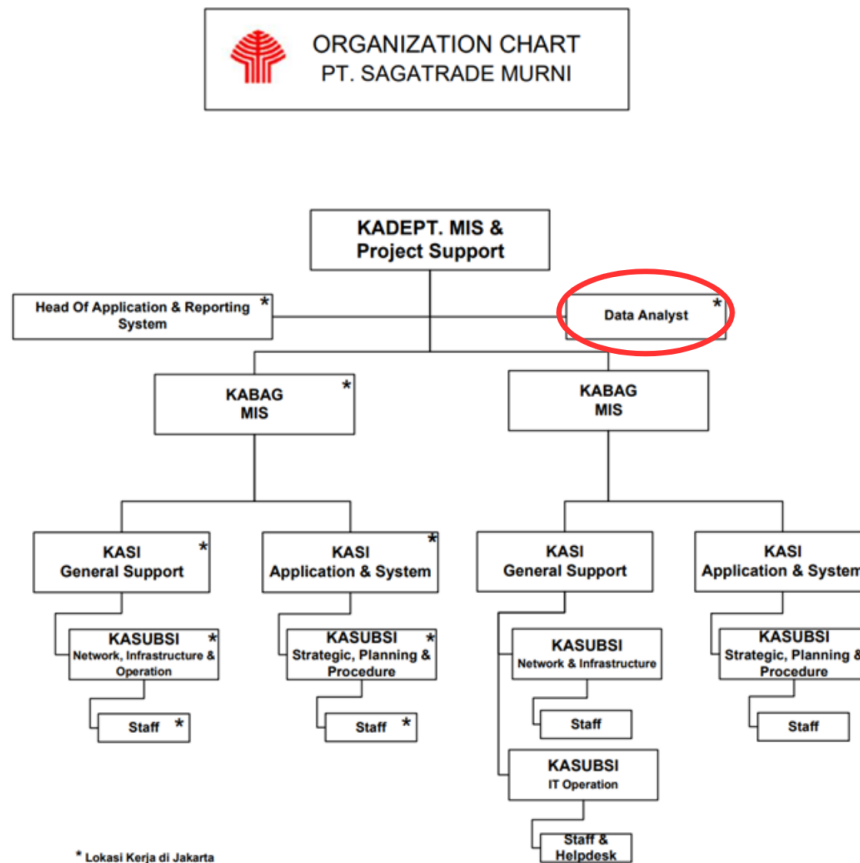 ORGANIZATION CHART
PT. SAGATRADE MURNI
KADEPT. MIS &
Project Support
Head Of Application & Reporting *
System
Data Analyst *
KABAG *
MIS
KABAG
MIS
KASI *
General Support
KASI *
Application & System
KASI
General Support
KASI
Application & System
KASUBSI *
Network, Infrastructure &
Operation
KASUBSI *
Strategic, Planning &
Procedure
KASUBSI
Network & Infrastructure
KASUBSI
Strategic, Planning &
Procedure
Staff *
Staff *
Staff
Staff
KASUBSI
IT Operation
Staff &
Helpdesk
* Lokasi Kerja di Jakarta